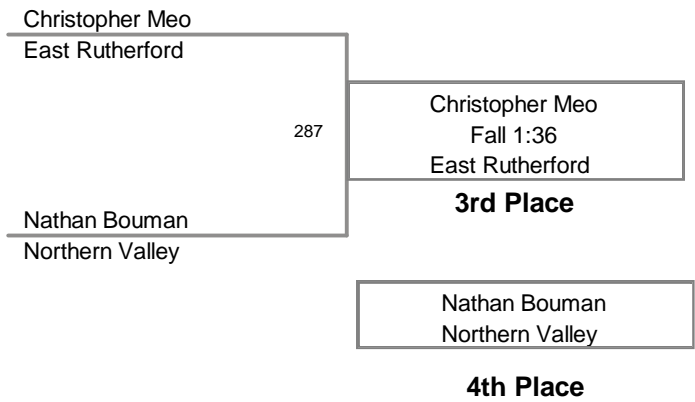 Christopher Meo
East Rutherford
287
Christopher Meo
Fall 1:36
East Rutherford
3rd Place
Nathan Bouman
Northern Valley
Nathan Bouman
Northern Valley
4th Place